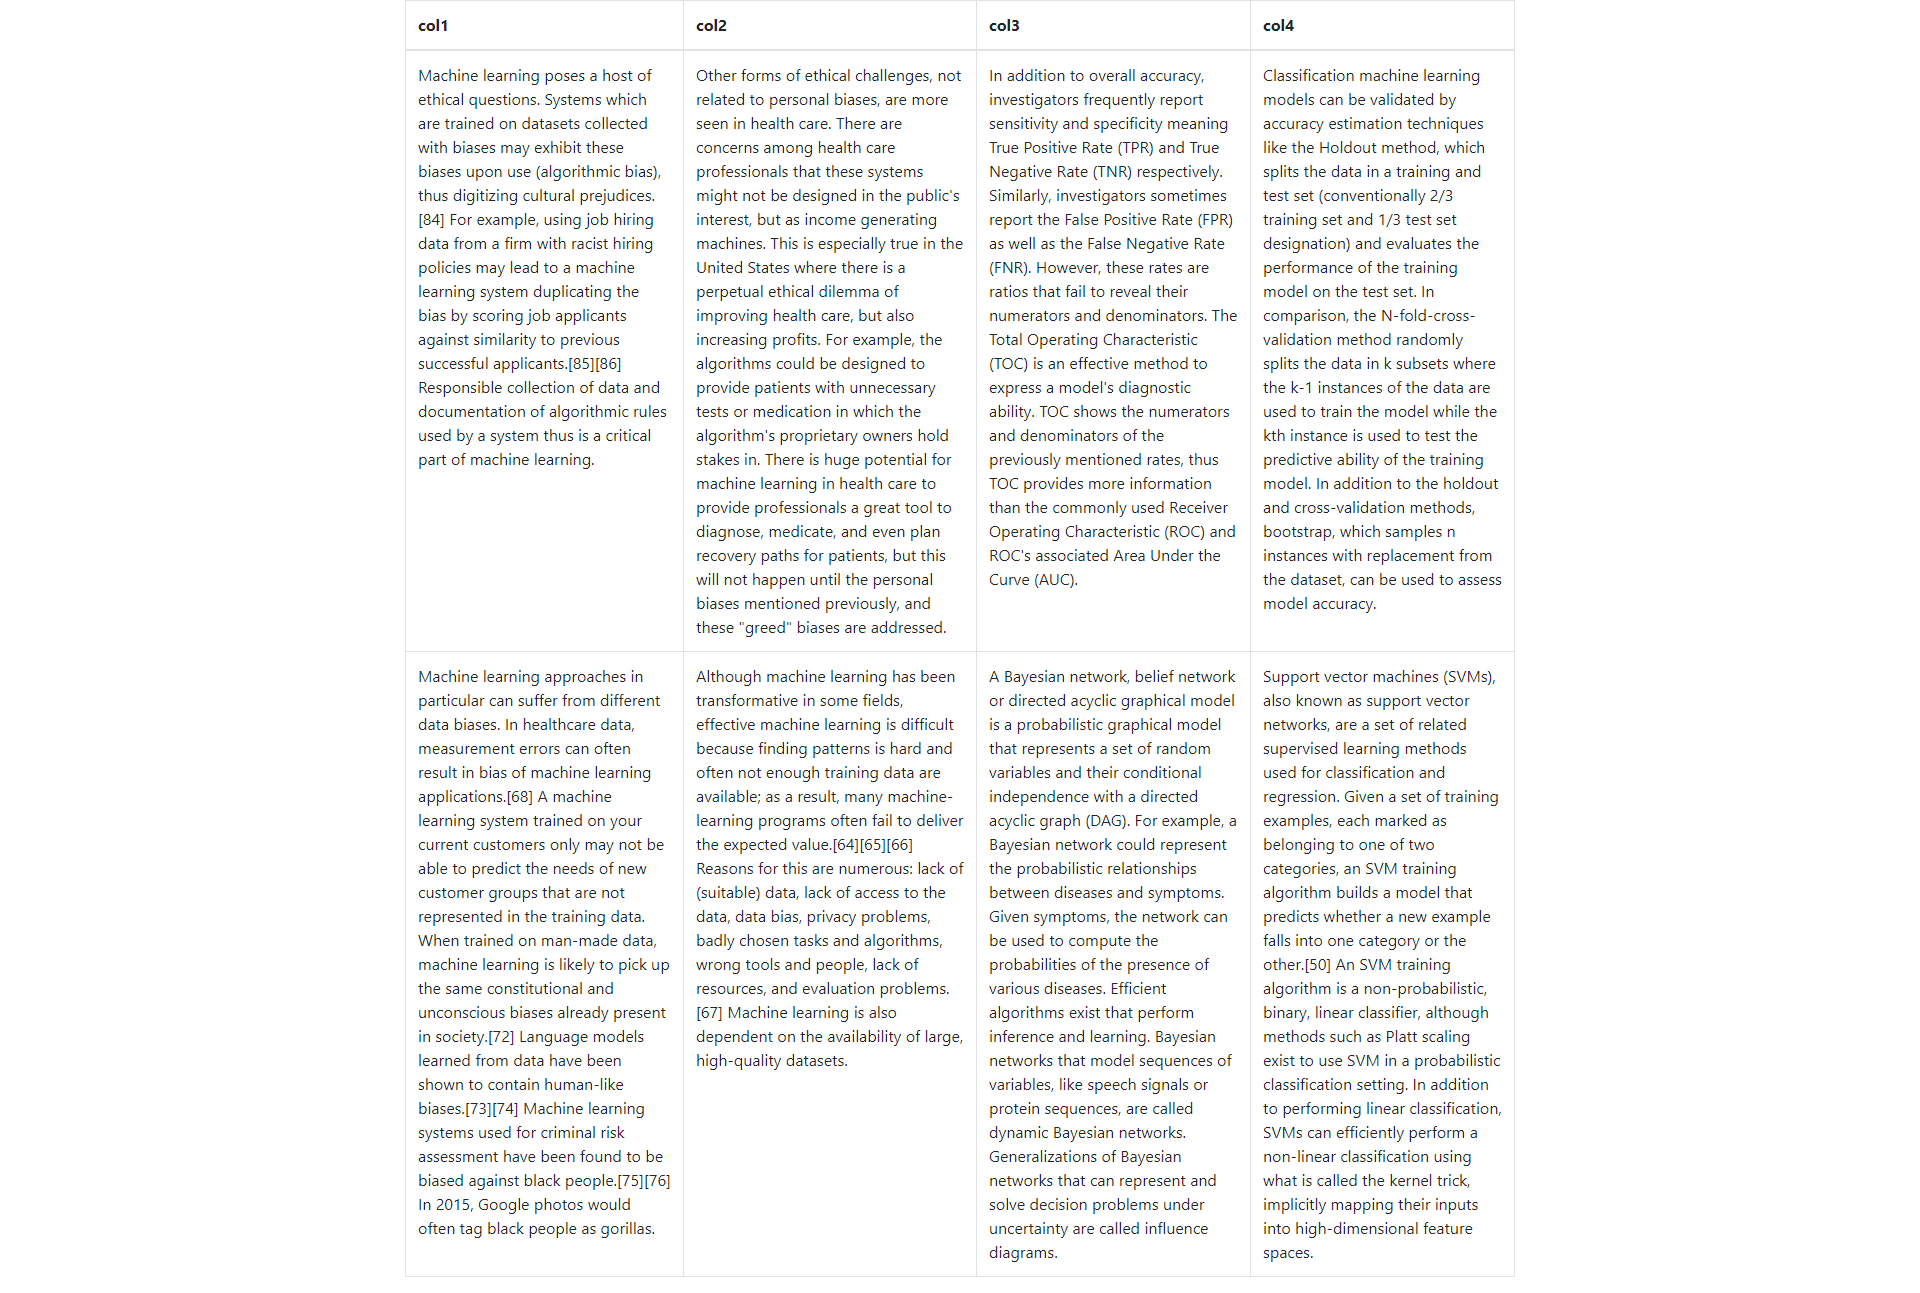 col1
col2
col3
col4
Machine learning poses a host of
ethical questions. Systems which
are trained on datasets collected
with biases may exhibit these
biases upon use (algorithmic bias),
thus digitizing cultural prejudices.
[84] For example, using job hiring
data from a firm with racist hiring
policies may lead to a machine
learning system duplicating the
bias by scoring job applicants
against similarity to previous
successful applicants.[85][86]
Responsible collection of data and
documentation of algorithmic rules
used by a system thus is a critical
part of machine learning.
Other forms of ethical challenges, not
related to personal biases, are more
seen in health care. There are
concerns among health care
professionals that these systems
might not be designed in the public's
interest, but as income generating
machines. This is especially true in the
United States where there is a
perpetual ethical dilemma of
improving health care, but also
increasing profits. For example, the
algorithms could be designed to
provide patients with unnecessary
tests or medication in which the
algorithm's proprietary owners hold
stakes in. There is huge potential for
machine learning in health care to
provide professionals a great tool to
diagnose, medicate, and even plan
recovery paths for patients, but this
will not happen until the personal
biases mentioned previously, and
these "greed" biases are addressed.
In addition to overall accuracy,
investigators frequently report
sensitivity and specificity meaning
True Positive Rate (TPR) and True
Negative Rate (TNR) respectively.
Similarly, investigators sometimes
report the False Positive Rate (FPR)
as well as the False Negative Rate
(FNR). However, these rates are
ratios that fail to reveal their
numerators and denominators. The
Total Operating Characteristic
(TOC) is an effective method to
express a model's diagnostic
ability. TOC shows the numerators
and denominators of the
previously mentioned rates, thus
TOC provides more information
than the commonly used Receiver
Operating Characteristic (ROC) and
ROC's associated Area Under the
Curve (AUC).
Classification machine learning
models can be validated by
accuracy estimation techniques
like the Holdout method, which
splits the data in a training and
test set (conventionally 2/3
training set and 1/3 test set
designation) and evaluates the
performance of the training
model on the test set. In
comparison, the N-fold-cross-
validation method randomly
splits the data in k subsets where
the k-1 instances of the data are
used to train the model while the
kth instance is used to test the
predictive ability of the training
model. In addition to the holdout
and cross-validation methods,
bootstrap, which samples n
instances with replacement from
the dataset, can be used to assess
model accuracy.
Machine learning approaches in
particular can suffer from different
data biases. In healthcare data,
measurement errors can often
result in bias of machine learning
applications.[68] A machine
learning system trained on your
current customers only may not be
able to predict the needs of new
customer groups that are not
represented in the training data.
When trained on man-made data,
machine learning is likely to pick up
the same constitutional and
unconscious biases already present
in society.[72] Language models
learned from data have been
shown to contain human-like
biases.[73][74] Machine learning
systems used for criminal risk
assessment have been found to be
biased against black people.[75][76]
In 2015, Google photos would
often tag black people as gorillas.
Although machine learning has been
transformative in some fields,
effective machine learning is difficult
because finding patterns is hard and
often not enough training data are
available; as a result, many machine-
learning programs often fail to deliver
the expected value.[64][65][66]
Reasons for this are numerous: lack of
(suitable) data, lack of access to the
data, data bias, privacy problems,
badly chosen tasks and algorithms,
wrong tools and people, lack of
resources, and evaluation problems.
[67] Machine learning is also
dependent on the availability of large,
high-quality datasets.
A Bayesian network, belief network
or directed acyclic graphical model
is a probabilistic graphical model
that represents a set of random
variables and their conditional
independence with a directed
acyclic graph (DAG). For example, a
Bayesian network could represent
the probabilistic relationships
between diseases and symptoms.
Given symptoms, the network can
be used to compute the
probabilities of the presence of
various diseases. Efficient
algorithms exist that perform
inference and learning. Bayesian
networks that model sequences of
variables, like speech signals or
protein sequences, are called
dynamic Bayesian networks.
Generalizations of Bayesian
networks that can represent and
solve decision problems under
uncertainty are called influence
diagrams.
Support vector machines (SVMs),
also known as support vector
networks, are a set of related
supervised learning methods
used for classification and
regression. Given a set of training
examples, each marked as
belonging to one of two
categories, an SVM training
algorithm builds a model that
predicts whether a new example
falls into one category or the
other.[50] An SVM training
algorithm is a non-probabilistic,
binary, linear classifier, although
methods such as Platt scaling
exist to use SVM in a probabilistic
classification setting. In addition
to performing linear classification,
SVMs can efficiently perform a
non-linear classification using
what is called the kernel trick,
implicitly mapping their inputs
into high-dimensional feature
spaces.